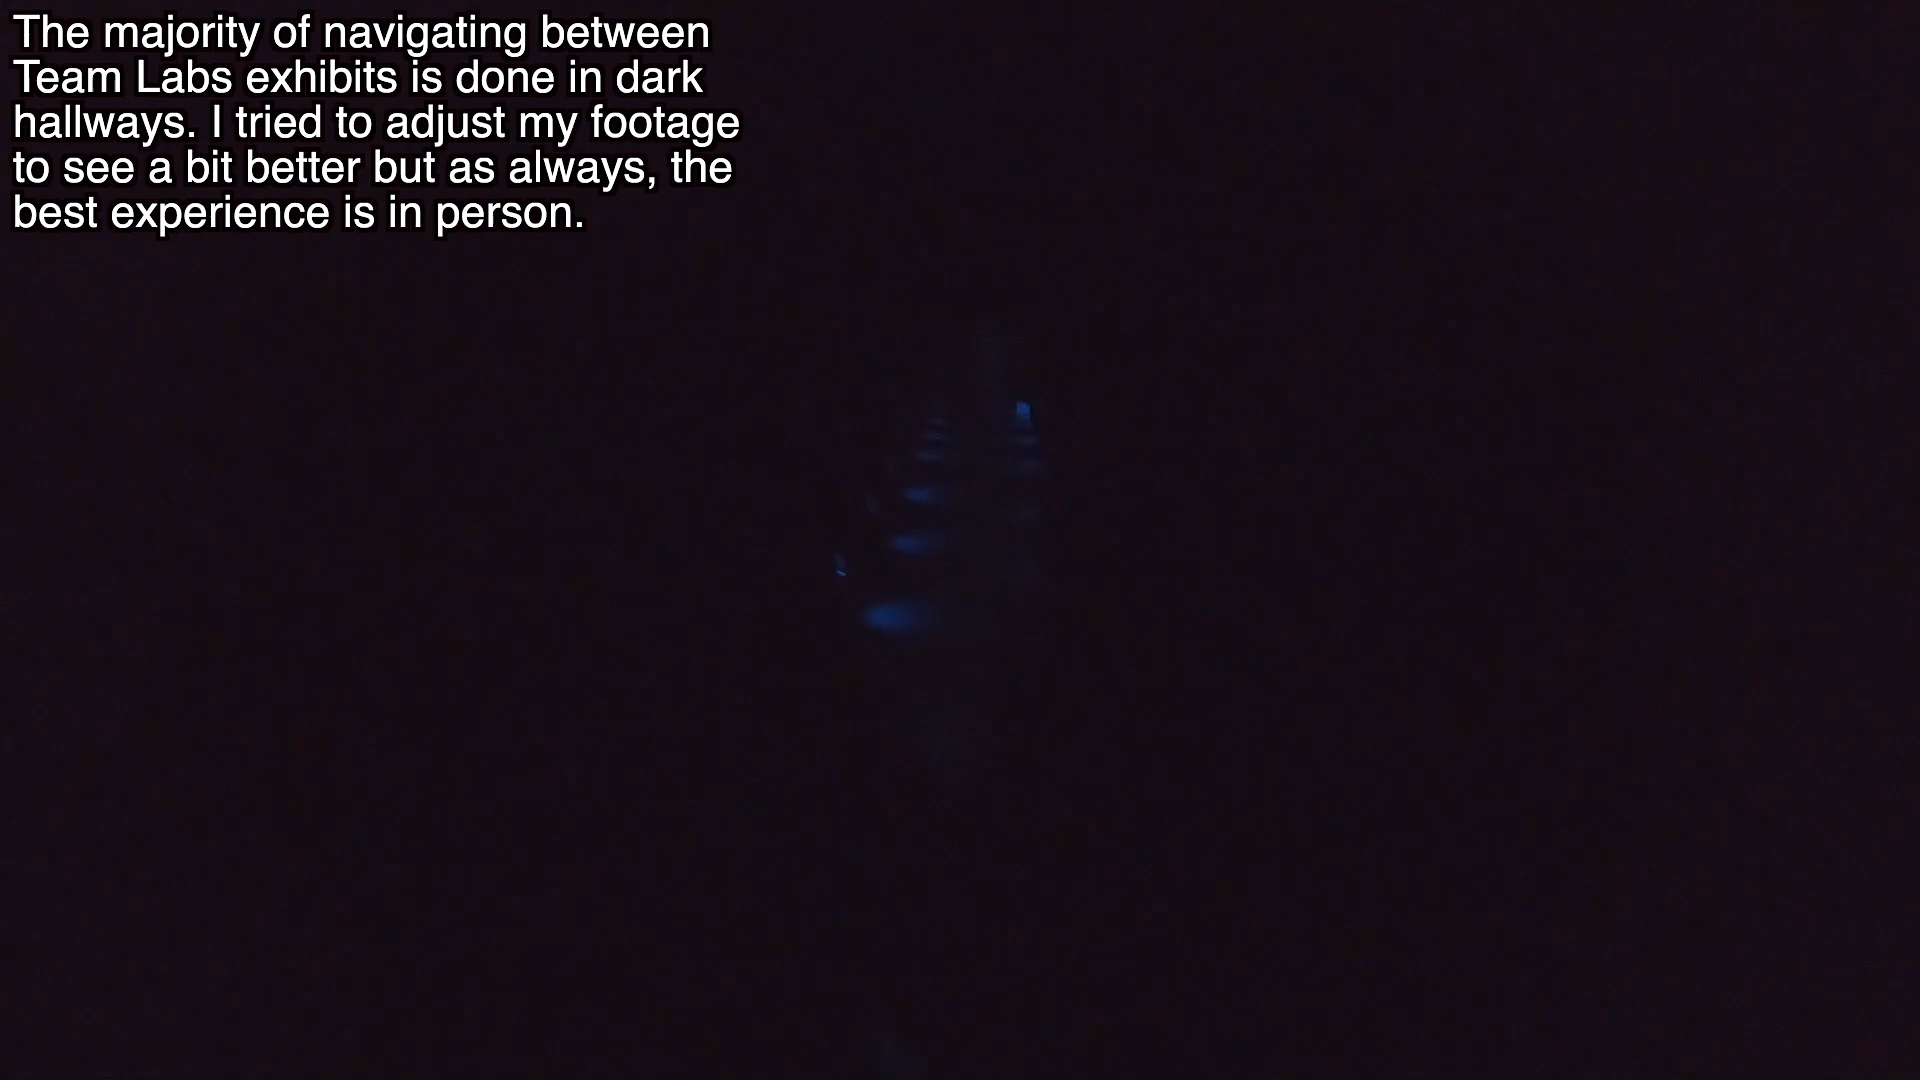 The majority of navigating between
Team Labs exhibits is done in dark
hallways. I tried to adjust my footage
to see a bit better but as always, the
best experience is in person.